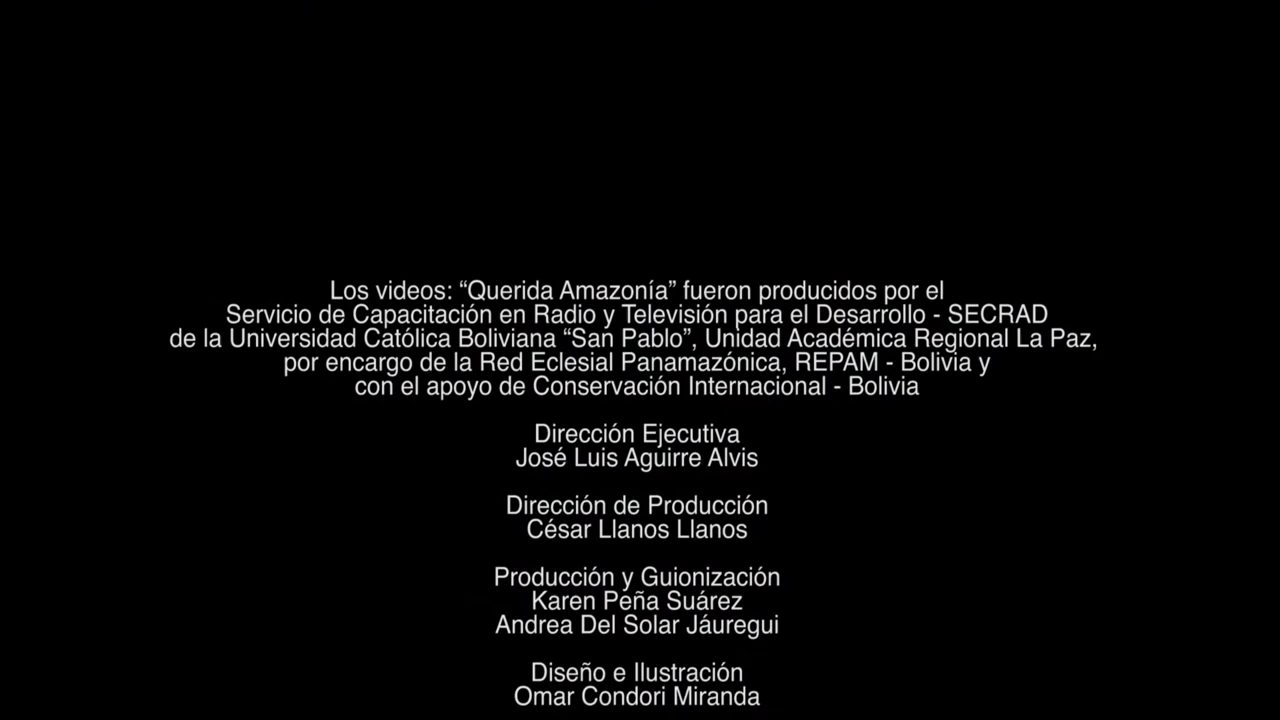 Los videos: “Querida Amazonía” fueron producidos por el
Servicio de Capacitación en Radio y Televisión para el Desarrollo - SECRAD
de la Universidad Católica Boliviana “San Pablo”, Unidad Académica Regional La Paz,
por encargo de la Red Eclesial Panamazónica, REPAM - Bolivia y
con el apoyo de Conservación Internacional - Bolivia
Dirección Ejecutiva
José Luis Aguirre Alvis
Dirección de Producción
César Llanos Llanos
Producción y Guionización
Karen Peña Suárez
Andrea Del Solar Jáuregui
Diseño e Ilustración
Omar Condori Miranda